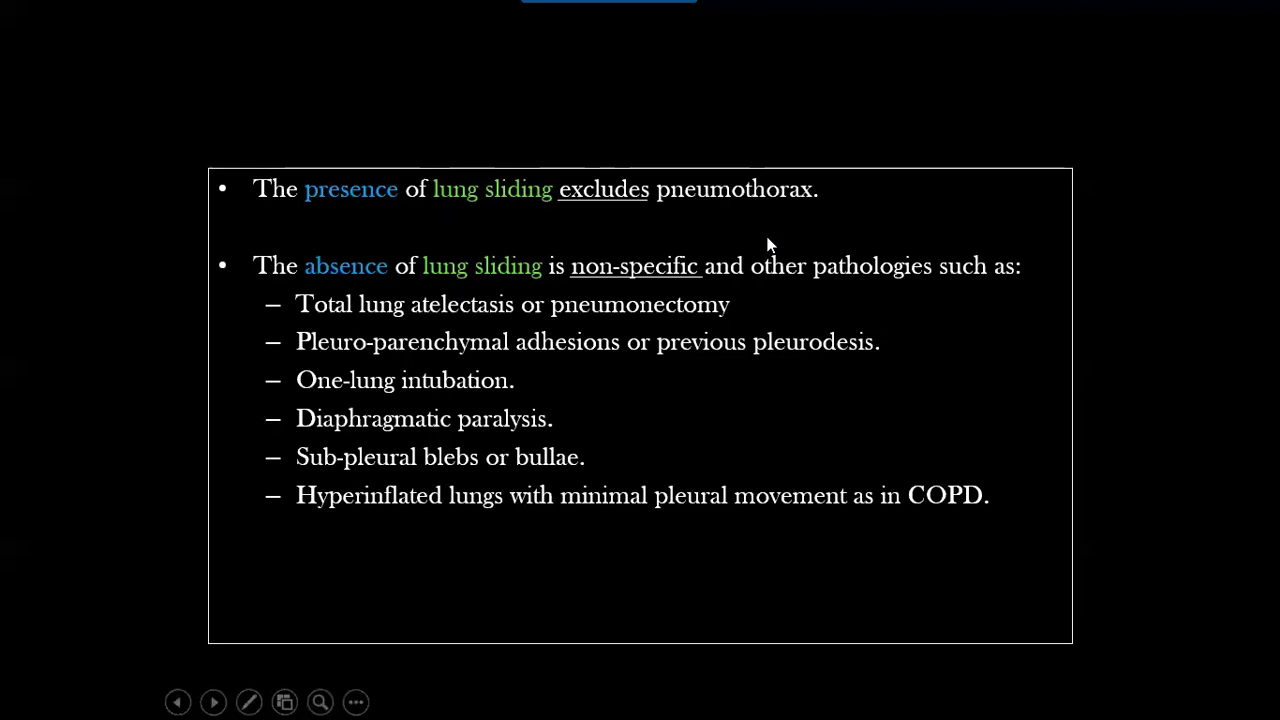 • The presence of lung sliding excludes pneumothorax.
• The absence of lung sliding is non-specific and other pathologies such as:
– Total lung atelectasis or pneumonectomy
– Pleuro-parenchymal adhesions or previous pleurodesis.
– One-lung intubation.
– Diaphragmatic paralysis.
– Sub-pleural blebs or bullae.
– Hyperinflated lungs with minimal pleural movement as in COPD.